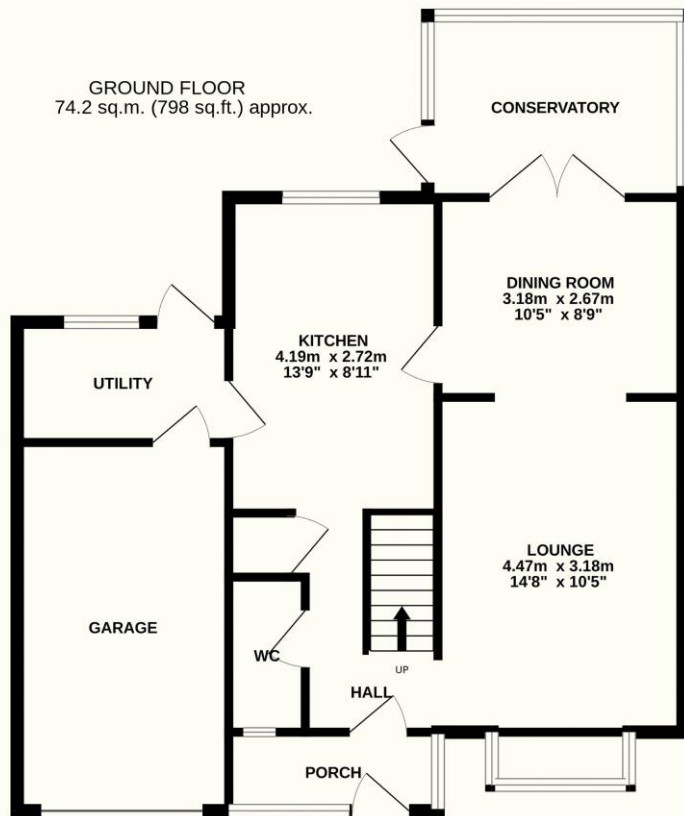 GROUND FLOOR
74.2 sq.m. (798 sq.ft.) approx.
CONSERVATORY
DINING ROOM
3.18m x 2.67m
10'5" x 8'9"
KITCHEN
4.19m x 2.72m
13'9" x 8'11"
UTILITY
LOUNGE
4.47m x 3.18m
14'8" x 10'5"
GARAGE
WC
UP
HALL
PORCH